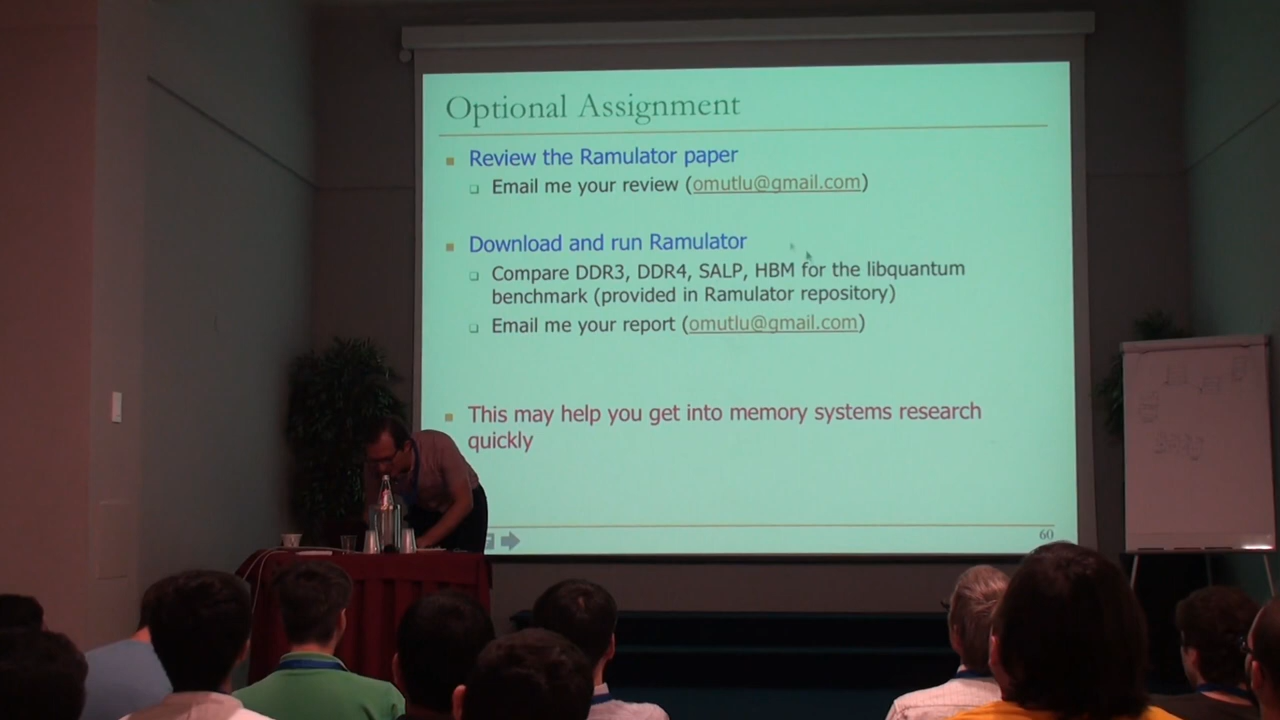 Optional Assignment
Review the Ramulator paper
Email me your review (omutlu@gmail.com)
Download and run Ramulator
Compare DDR3, DDR4, SALP, HBM for the libquantum
benchmark (provided in Ramulator repository)
Email me your report (omutlu@gmail.com)
This may help you get into memory systems research
quickly
60